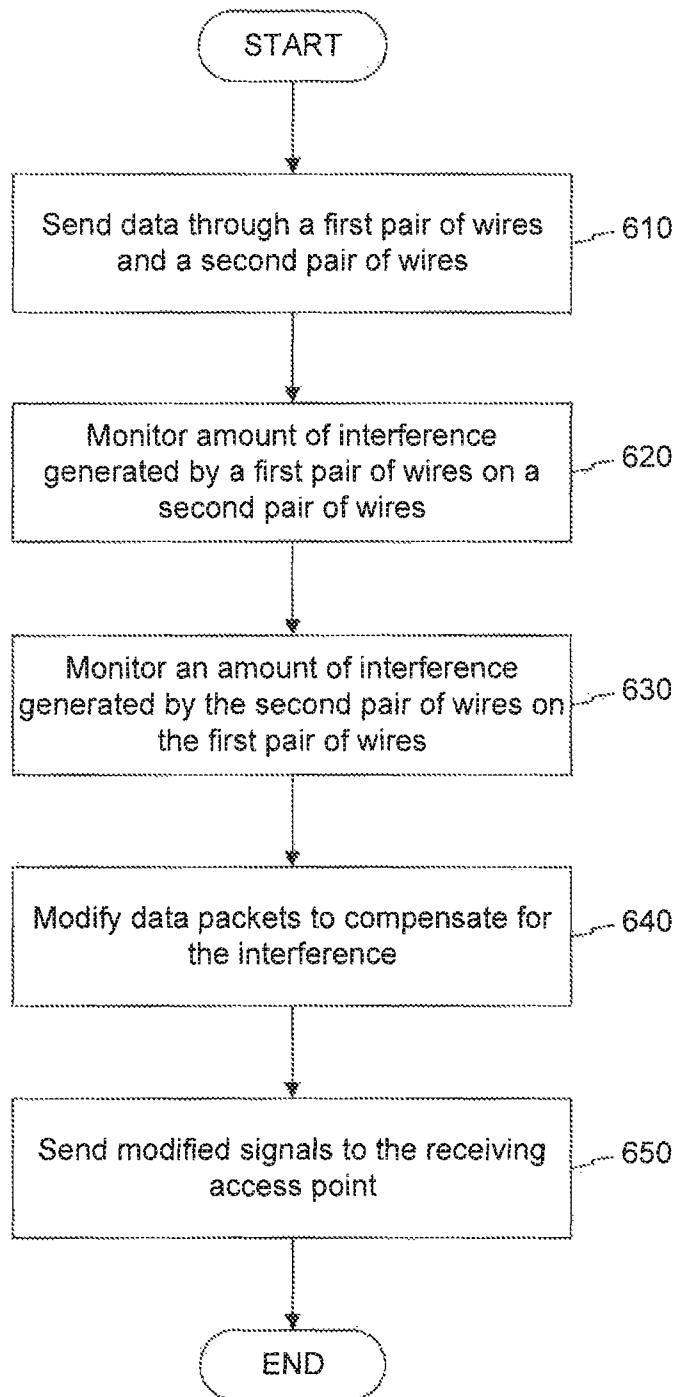 START
Send data through a first pair of wires
and a second pair of wires
610
Monitor amount of interference
generated by a first pair of wires on a
second pair of wires
620
Monitor an amount of interference
generated by the second pair of wires on
the first pair of wires
630
Modify data packets to compensate for
the interference
640
Send modified signals to the receiving
access point
650
END